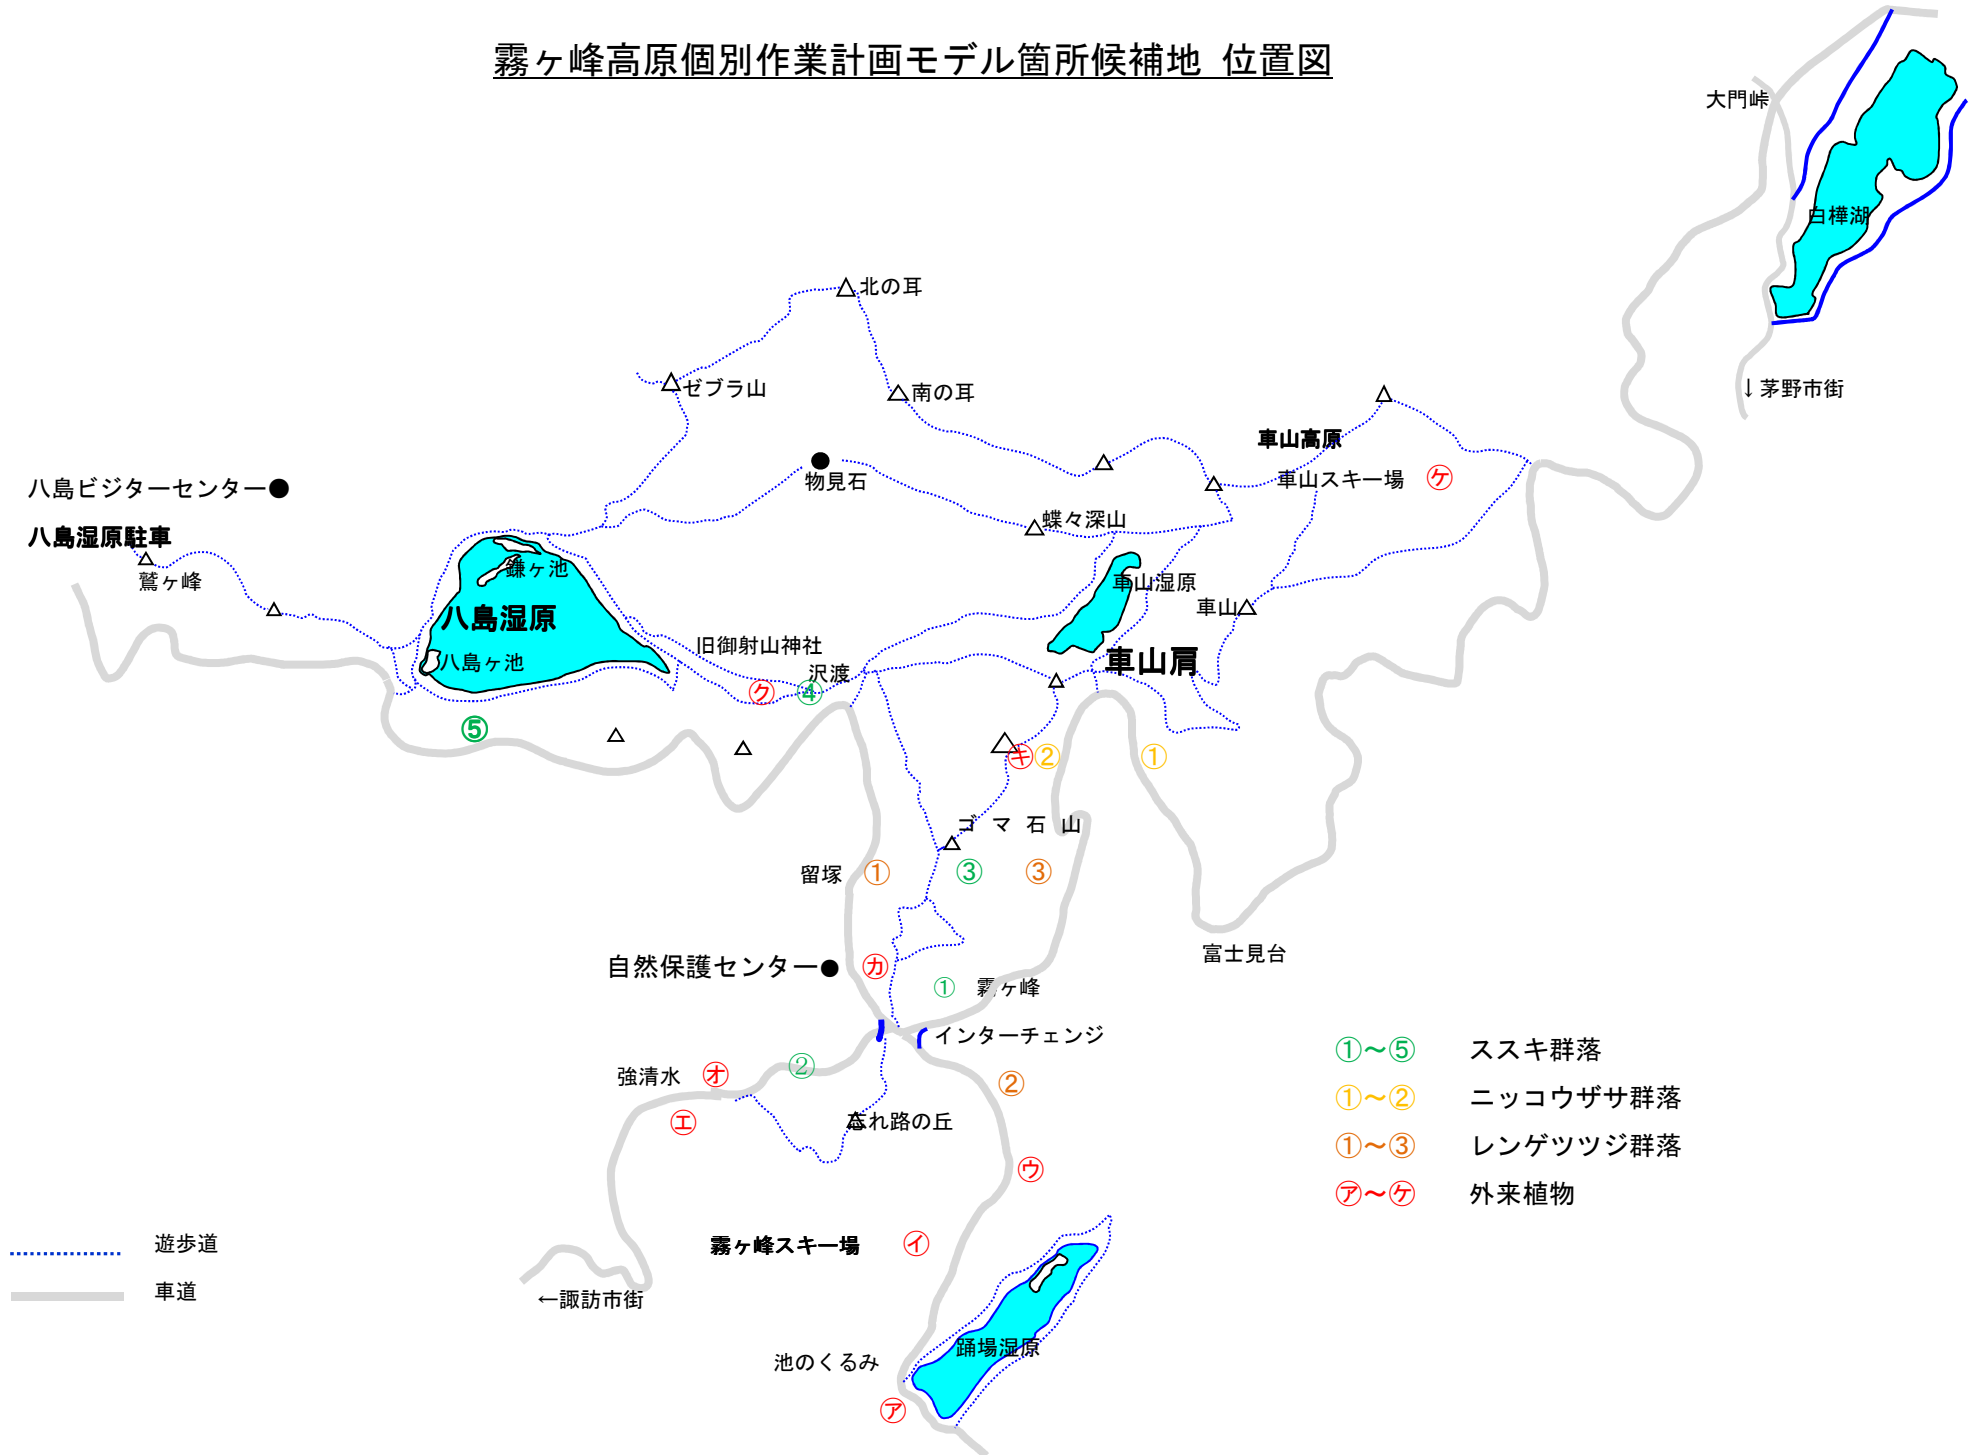 霧ヶ峰高原個別作業計画モデル箇所候補地 位置図
大門峠
白樺湖
↓茅野市街
北の耳
ゼブラ山
南の耳
車山高原
車山スキー場 ㋘
物見石
八島ビジターセンター●
八島湿原駐車
鷲ヶ峰
蝶々深山
鎌ヶ池
車山湿原
車山
八島湿原
八島ヶ池
旧御射山神社
沢渡
車山肩
㋗ ④
⑤
㋖ ② ①
ゴマ石山
留塚 ① ③ ③
富士見台
自然保護センター● ㋕
① 霧ヶ峰
インターチェンジ
強清水 ㋔ ② ②
㋓ 忘れ路の丘
㋒
霧ヶ峰スキー場 ㋑
←諏訪市街
踊場湿原
池のくるみ
㋐
①~⑤ ススキ群落
①~② ニッコウザサ群落
①~③ レンゲツツジ群落
㋐~㋘ 外来植物
遊歩道
車道